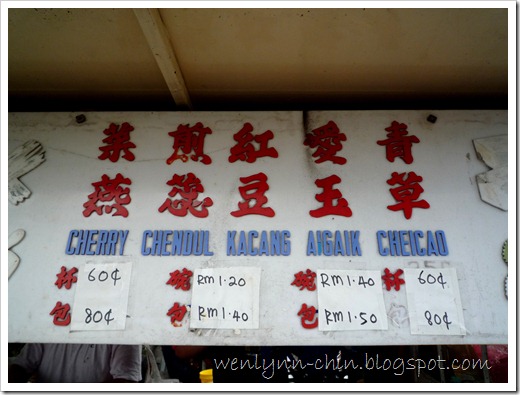 菜燕
煎蕊
紅豆
愛玉
青草
CHERRY CHENDUL KACANG AIGAIK CHEICAO
杯 60¢ 碗 RM1.20 碗 RM1.40 杯 60¢
包 80¢ 包 RM1.40 包 RM1.50 80¢
wenlynn-chin.blogspot.com